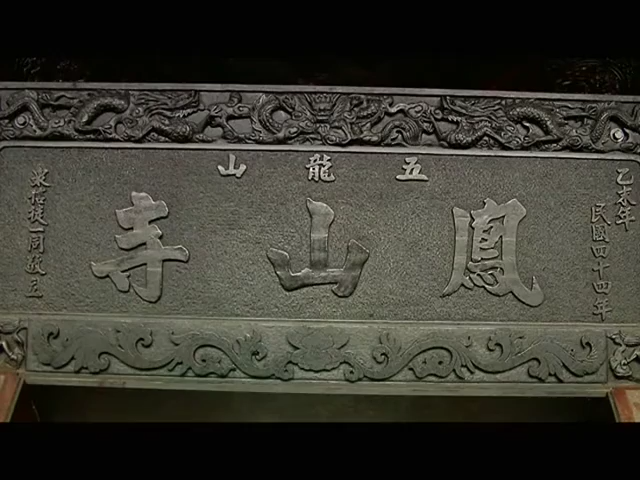 五龍山
鳳山寺
乙未年
民國四十四年
眾信徒一同敬立